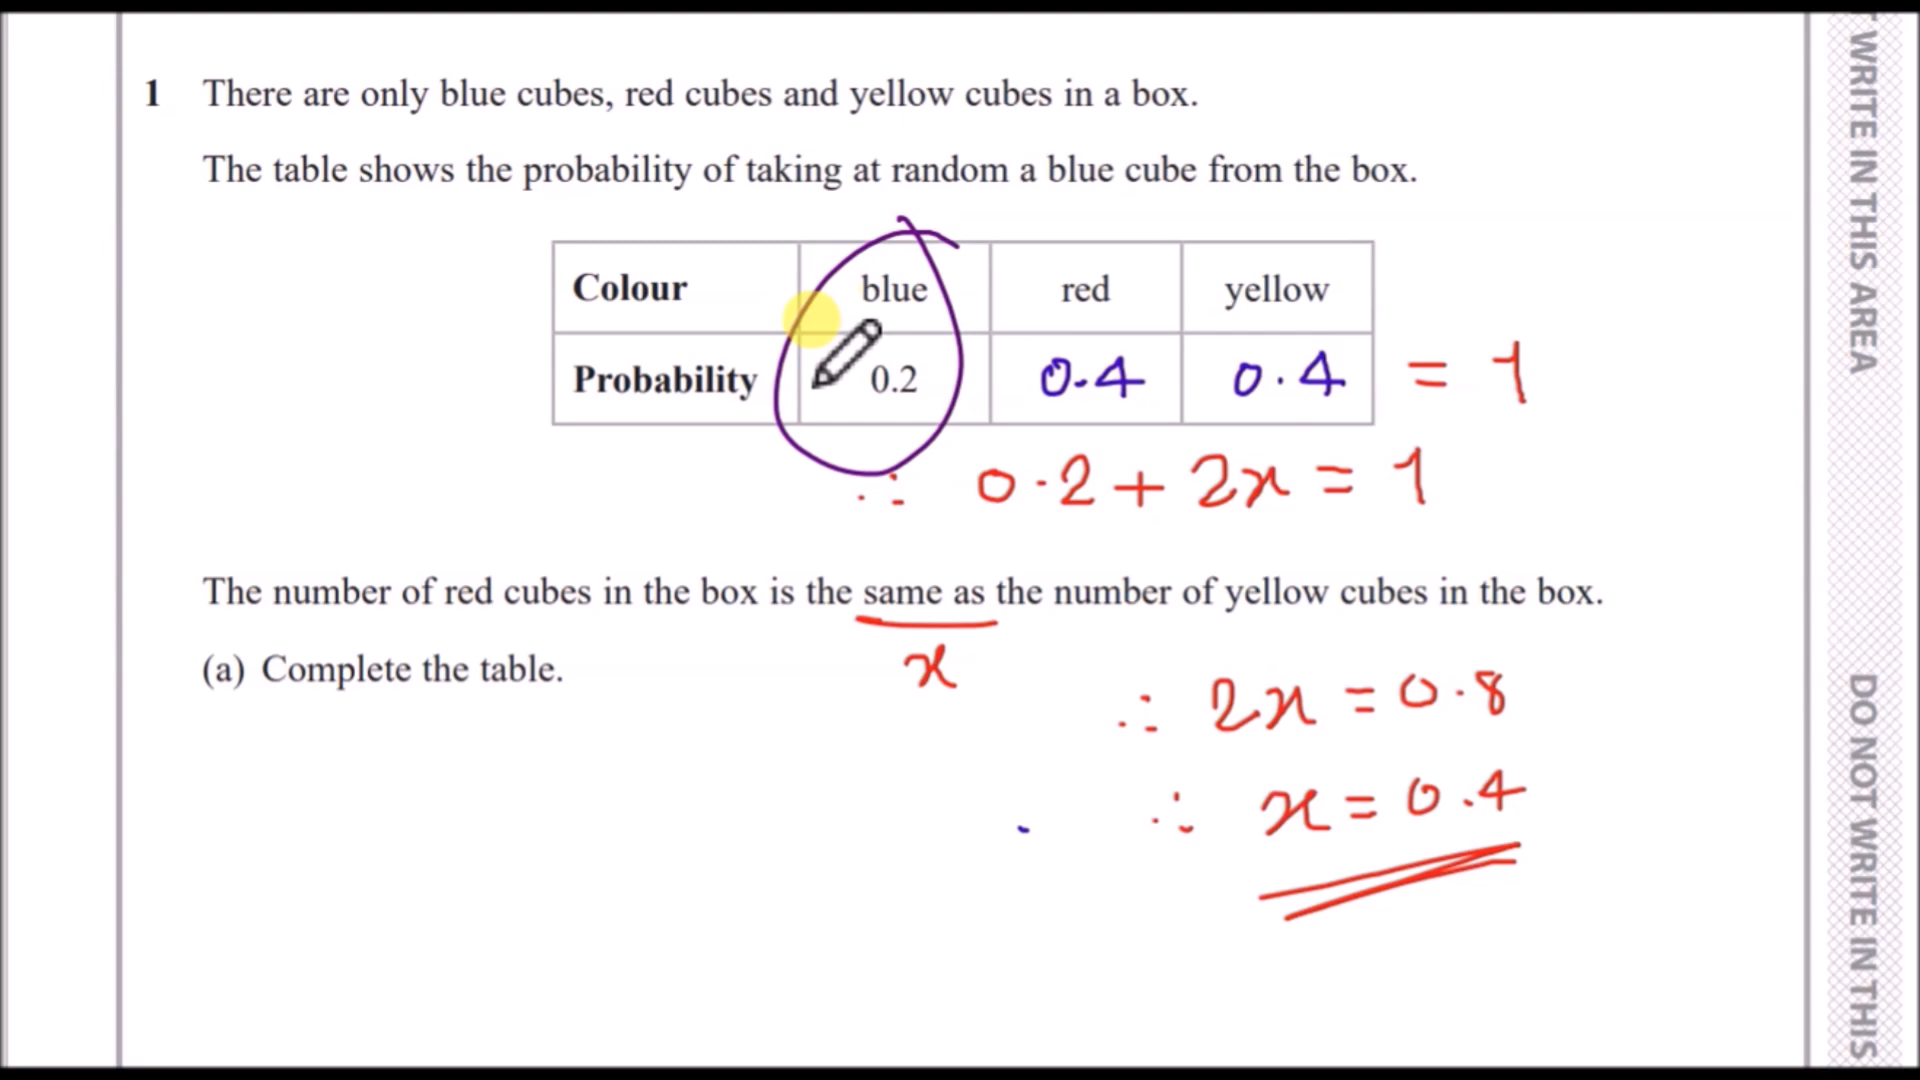 1 There are only blue cubes, red cubes and yellow cubes in a box.
The table shows the probability of taking at random a blue cube from the box.
Colour blue red yellow
Probability 0.2 0.4 0.4 = 1
∴ 0.2 + 2x = 1
The number of red cubes in the box is the same as the number of yellow cubes in the box.
x
(a) Complete the table.
∴ 2x = 0.8
∴ x = 0.4
WRITE IN THIS AREA
DO NOT WRITE IN THIS